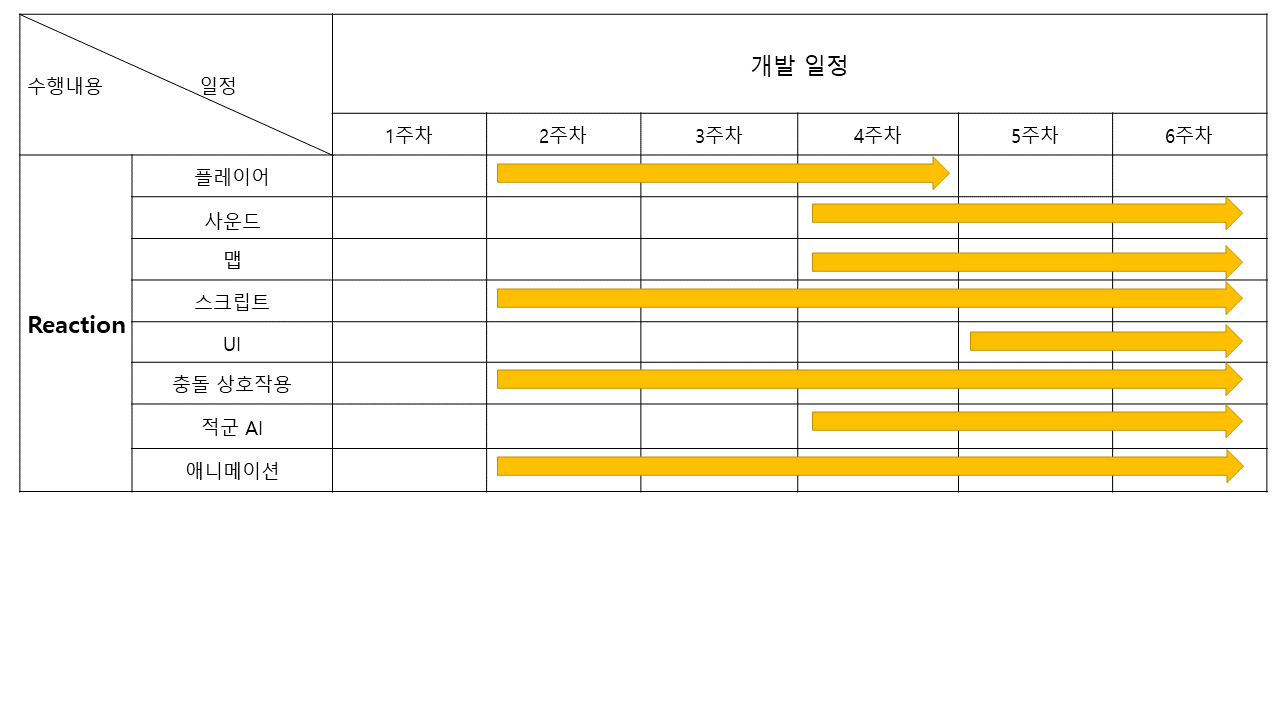 개발 일정
수행내용 일정
1주차 2주차 3주차 4주차 5주차 6주차
Reaction
플레이어
사운드
맵
스크립트
UI
충돌 상호작용
적군 AI
애니메이션